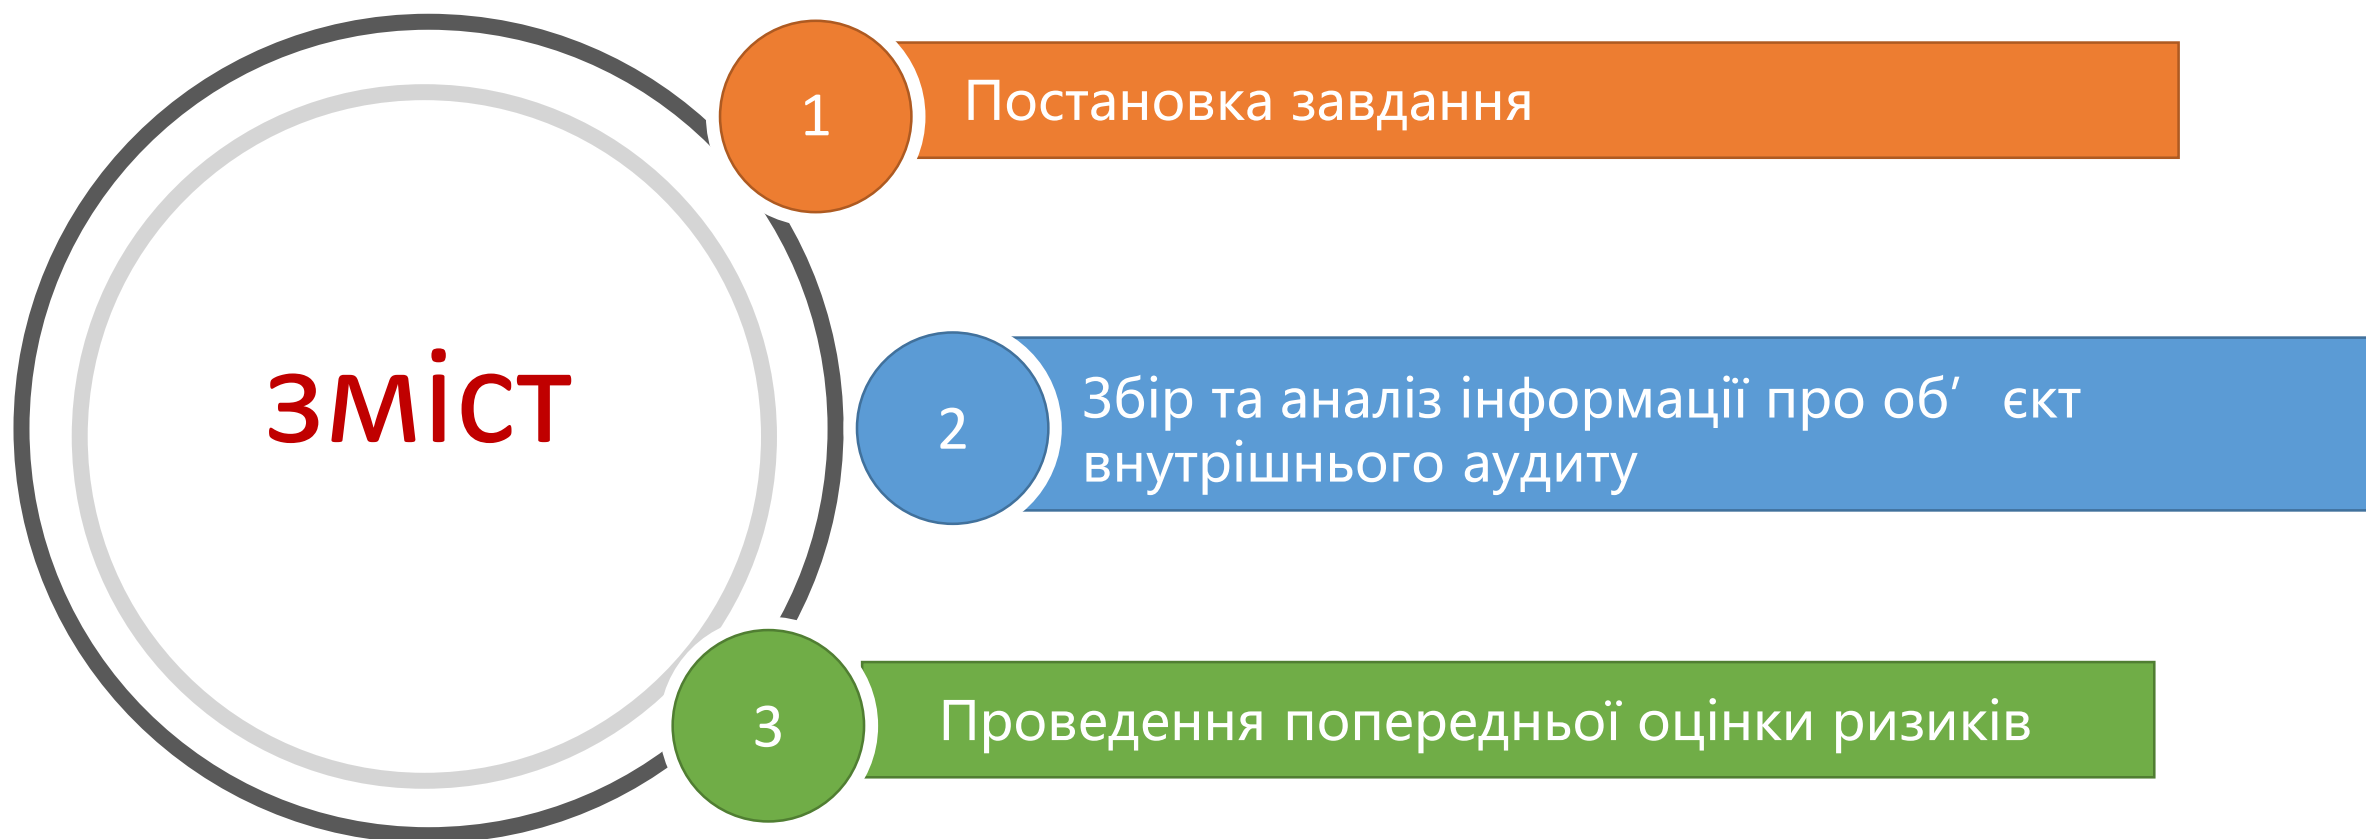 зміст
1
Постановка завдання
2
Збір та аналіз інформації про об’єкт
внутрішнього аудиту
3
Проведення попередньої оцінки ризиків